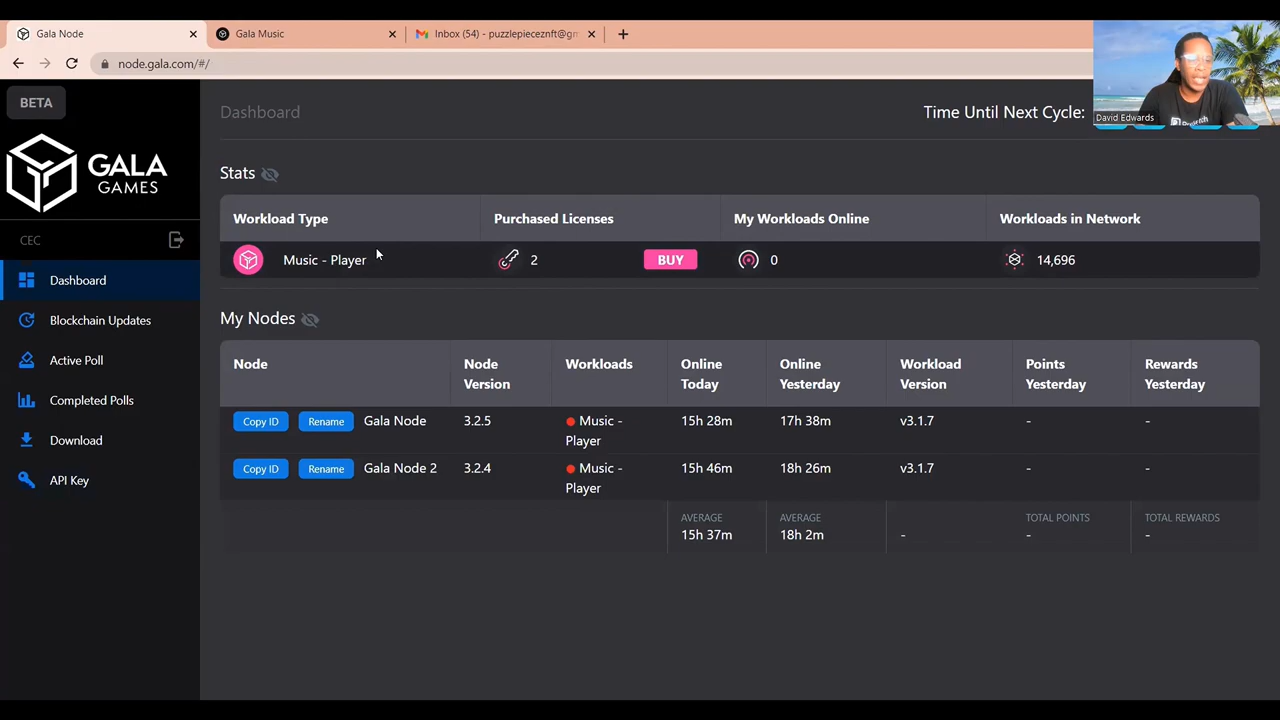 Gala Node
Gala Music
Inbox (54) - puzzlepieceznft@gm
node.gala.com/#/
BETA
GALA
GAMES
CEC
Dashboard
Blockchain Updates
Active Poll
Completed Polls
Download
API Key
Dashboard
Time Until Next Cycle:
David Edwards
Stats
Workload Type Purchased Licenses My Workloads Online Workloads in Network
Music - Player 2 BUY 0 14,696
My Nodes
Node Node Version Workloads Online Today Online Yesterday Workload Version Points Yesterday Rewards Yesterday
Copy ID Rename Gala Node 3.2.5 Music - Player 15h 28m 17h 38m v3.1.7 - -
Copy ID Rename Gala Node 2 3.2.4 Music - Player 15h 46m 18h 26m v3.1.7 - -
AVERAGE AVERAGE TOTAL POINTS TOTAL REWARDS
15h 37m 18h 2m - - -